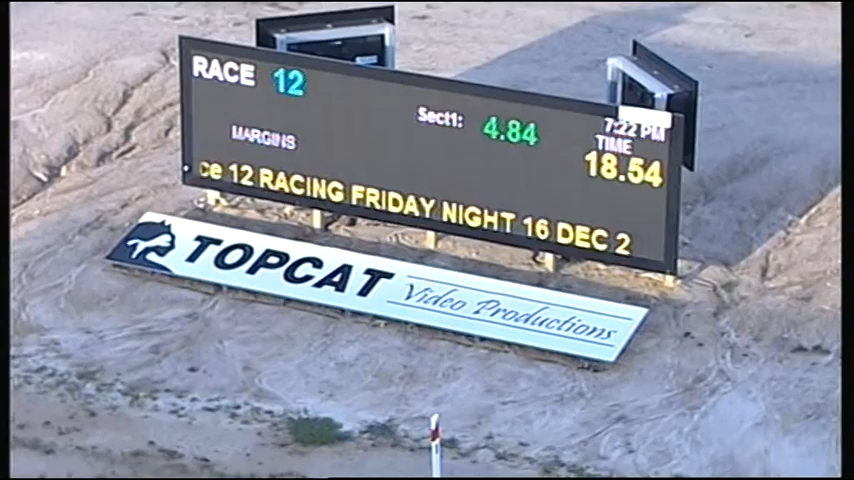 RACE 12
Sect1: 4.84
7:22 PM
MARGINS
TIME
18.54
ce 12 RACING FRIDAY NIGHT 16 DEC 2
TOPCAT Video Productions